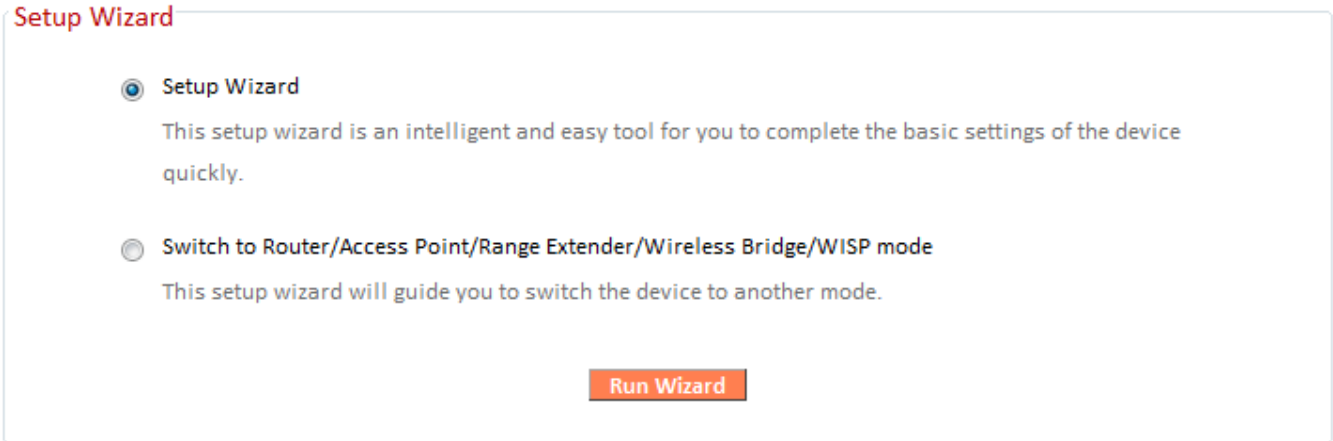 Setup Wizard
Setup Wizard
This setup wizard is an intelligent and easy tool for you to complete the basic settings of the device
quickly.
Switch to Router/Access Point/Range Extender/Wireless Bridge/WISP mode
This setup wizard will guide you to switch the device to another mode.
Run Wizard